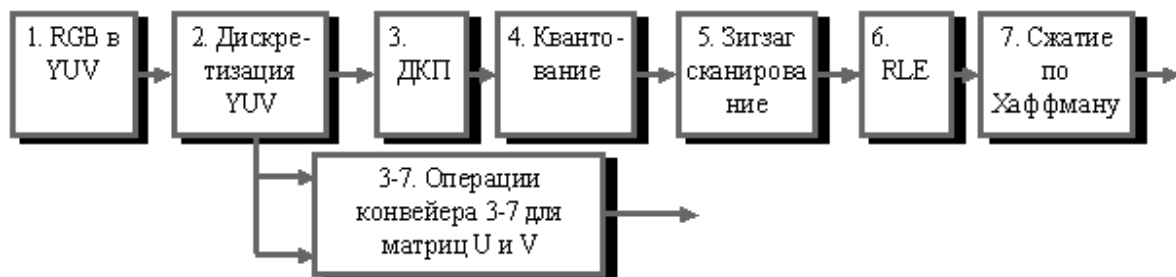 1. RGB в
YUV
2. Дискре-
тизация
YUV
3.
ДКП
4. Кванто-
вание
5. Зигзаг
сканирова
ние
6.
RLE
7. Сжатие
по
Хаффману
3-7. Операции
конвейера 3-7 для
матриц U и V